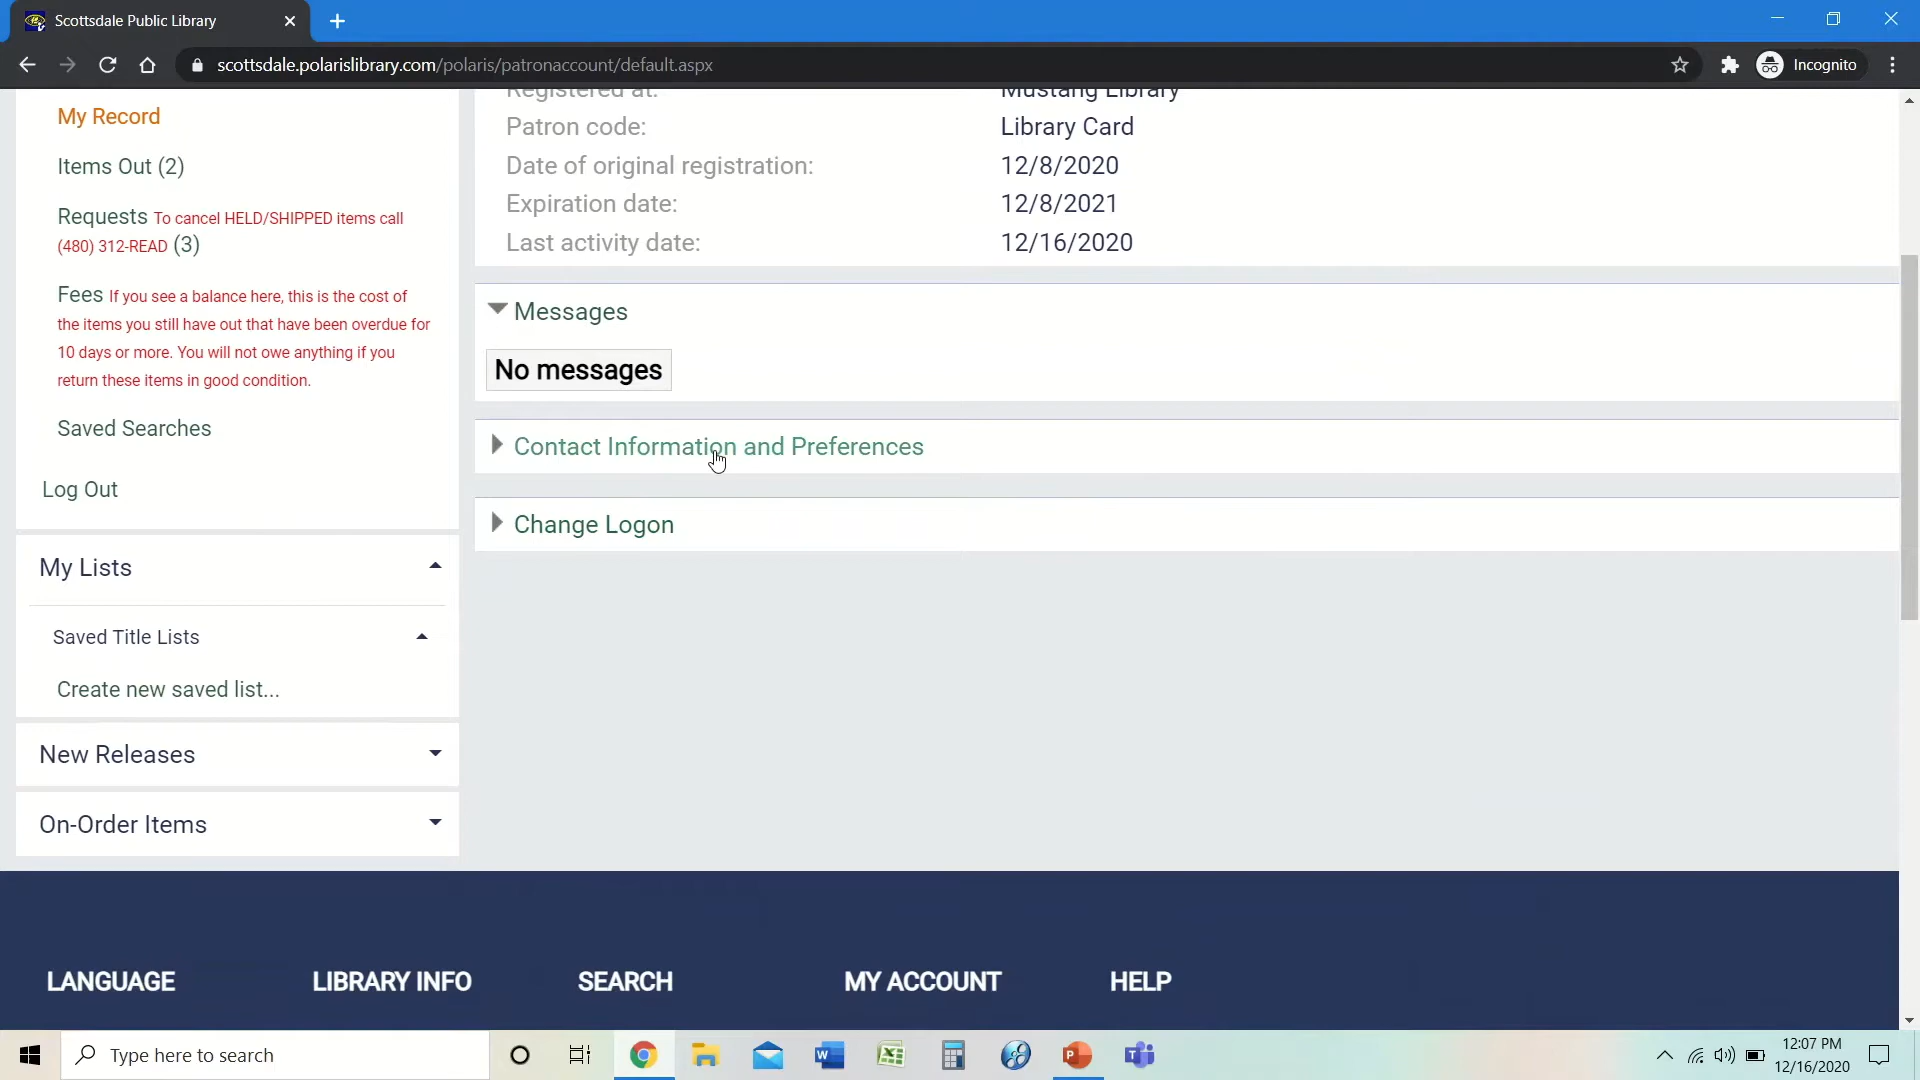 Scottsdale Public Library
scottsdale.polarislibrary.com/polaris/patronaccount/default.aspx
Incognito
My Record
Items Out (2)
Requests To cancel HELD/SHIPPED items call
(480) 312-READ (3)
Fees If you see a balance here, this is the cost of
the items you still have out that have been overdue for
10 days or more. You will not owe anything if you
return these items in good condition.
Saved Searches
Log Out
My Lists
Saved Title Lists
Create new saved list...
New Releases
On-Order Items
Registered at: Mustang Library
Patron code: Library Card
Date of original registration: 12/8/2020
Expiration date: 12/8/2021
Last activity date: 12/16/2020
Messages
No messages
Contact Information and Preferences
Change Logon
LANGUAGE LIBRARY INFO SEARCH MY ACCOUNT HELP
Type here to search
12:07 PM
12/16/2020